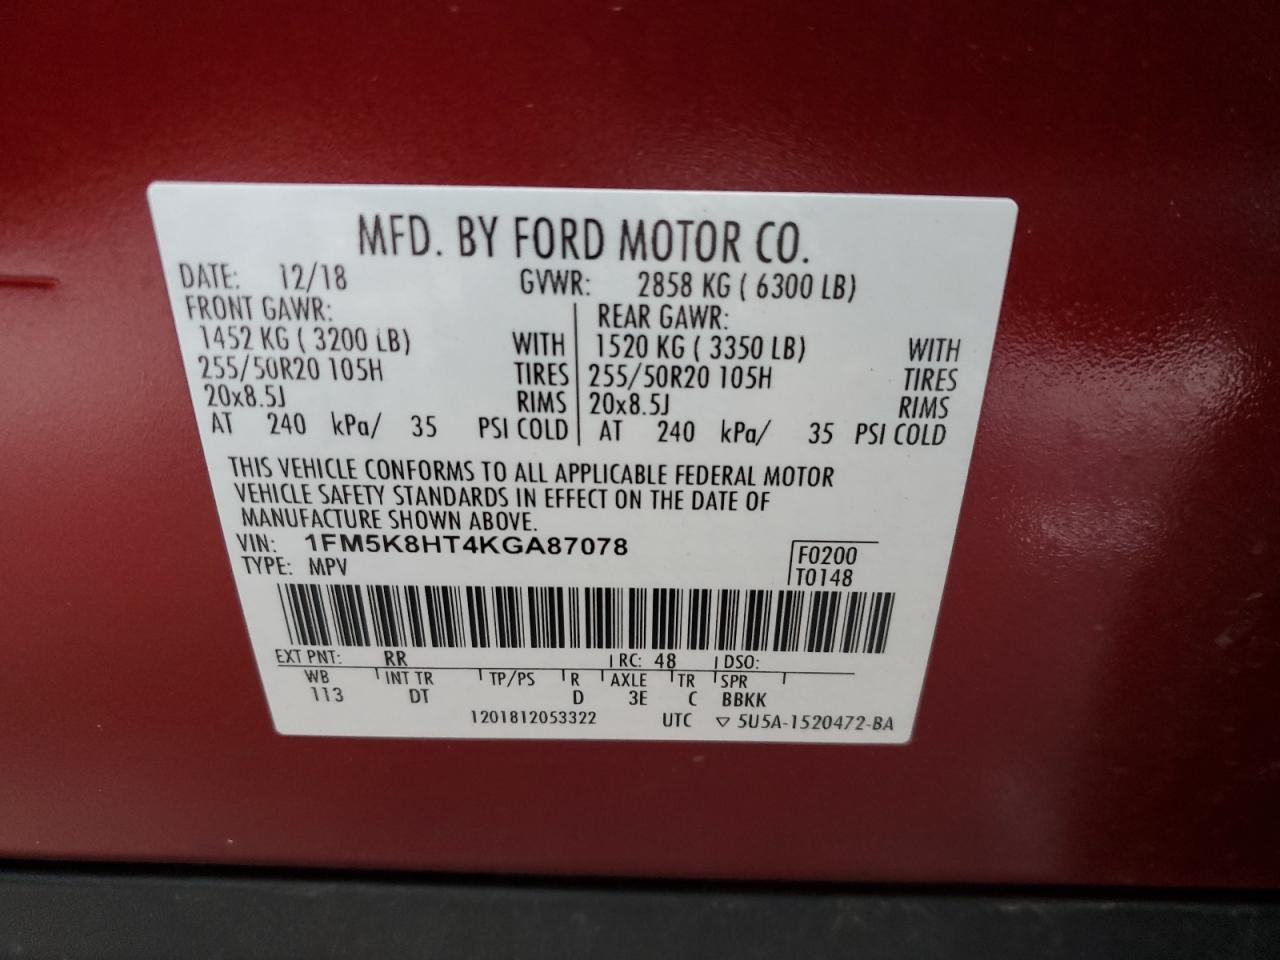 MFD. BY FORD MOTOR CO.
DATE: 12/18 GVWR: 2858 KG ( 6300 LB)
FRONT GAWR: REAR GAWR:
1452 KG ( 3200 LB) WITH 1520 KG ( 3350 LB) WITH
255/50R20 105H TIRES 255/50R20 105H TIRES
20x8.5J RIMS 20x8.5J RIMS
AT 240 kPa/ 35 PSI COLD AT 240 kPa/ 35 PSI COLD
THIS VEHICLE CONFORMS TO ALL APPLICABLE FEDERAL MOTOR
VEHICLE SAFETY STANDARDS IN EFFECT ON THE DATE OF
MANUFACTURE SHOWN ABOVE.
VIN: 1FM5K8HT4KGA87078 F0200
TYPE: MPV T0148
EXT PNT: RR RC: 48 DSO:
WB INT TR TP/PS R AXLE TR SPR
113 DT D 3E C BBKK
1201812053322 UTC ▽ 5U5A-1520472-BA